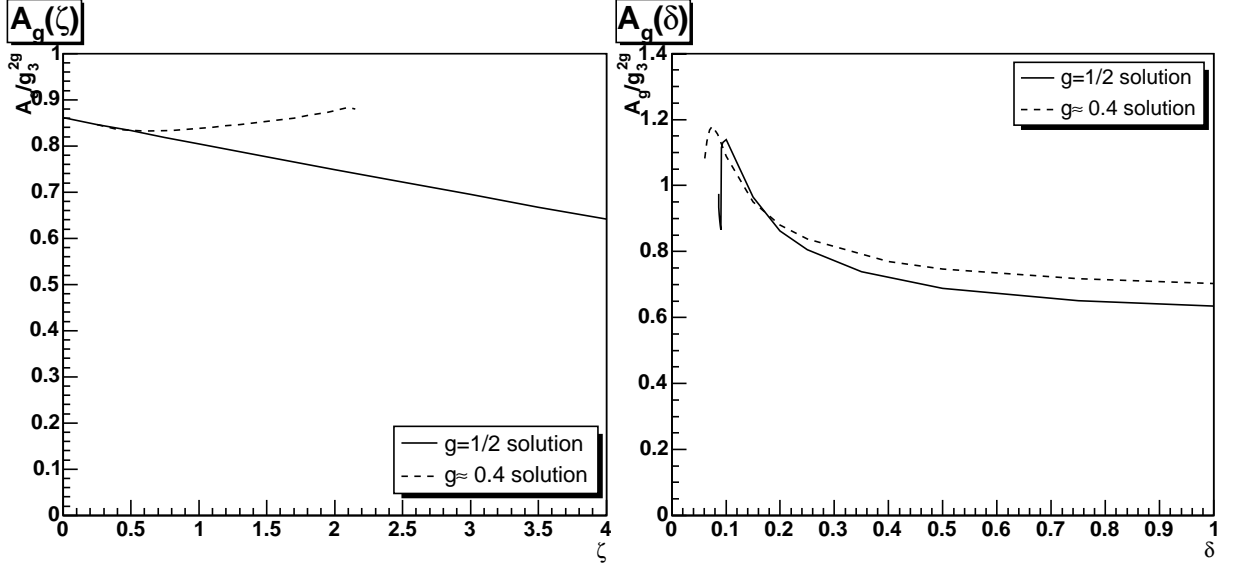 A_g(ζ)
A_g/g_3^{2g}
1
0.9
0.8
0.7
0.6
0.5
0.4
0.3
0.2
0.1
0
0 0.5 1 1.5 2 2.5 3 3.5 4
ζ
g=1/2 solution
g≈ 0.4 solution
A_g(δ)
A_g/g_3^{2g}
1.4
1.2
1
0.8
0.6
0.4
0.2
0
0 0.1 0.2 0.3 0.4 0.5 0.6 0.7 0.8 0.9 1
δ
g=1/2 solution
g≈ 0.4 solution